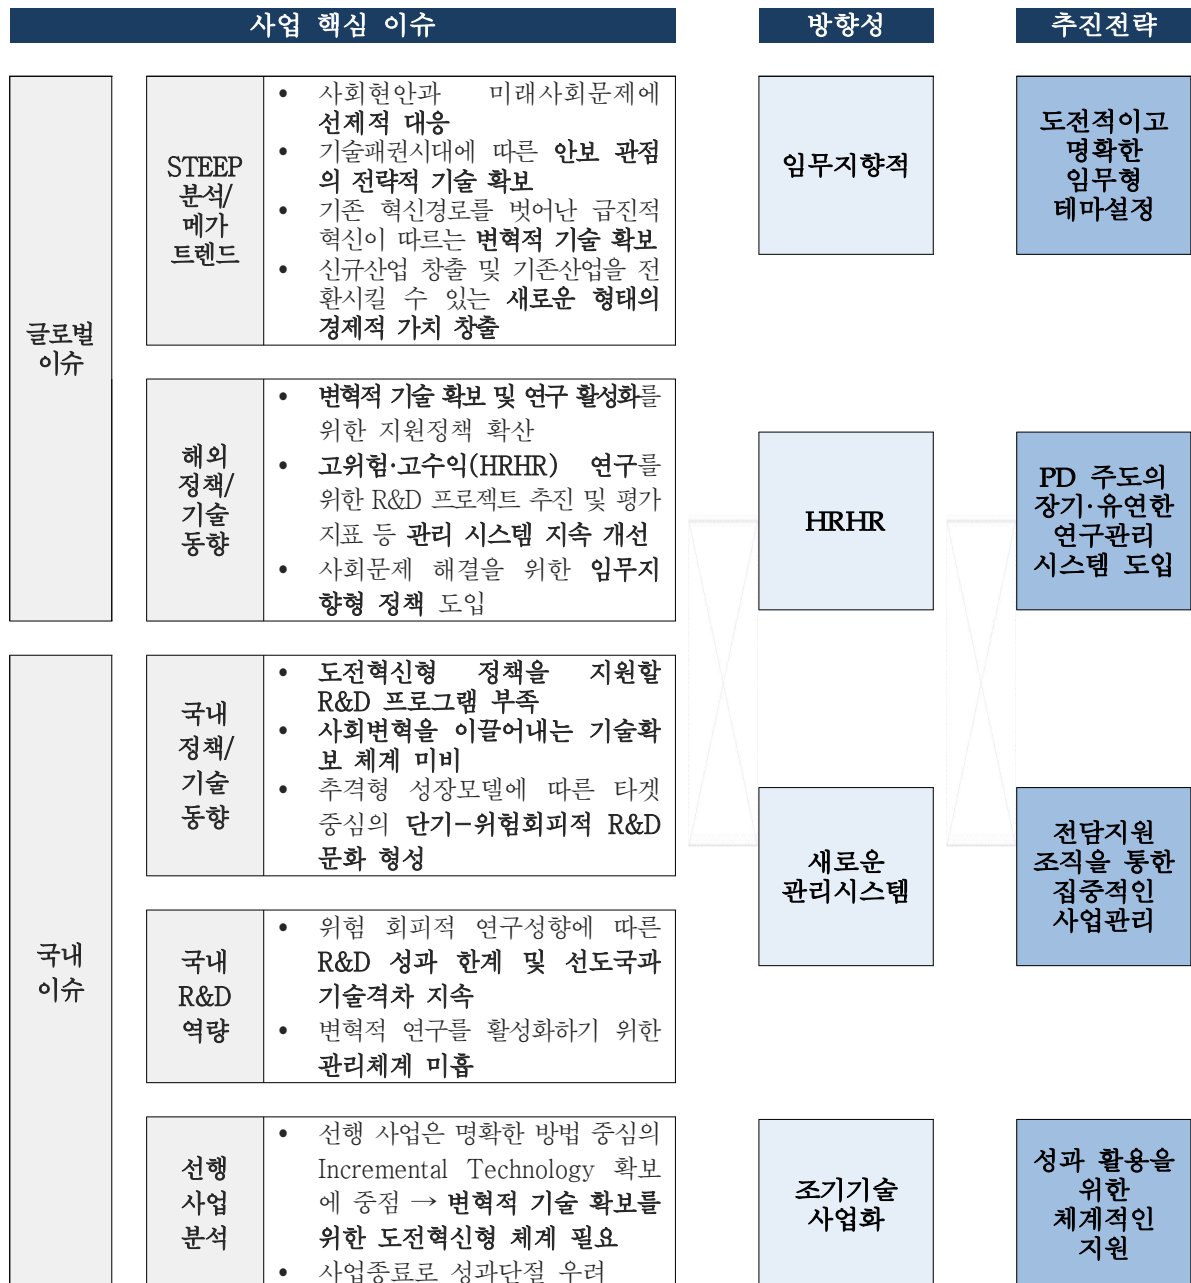 사업 핵심 이슈
방향성
추진전략
글로벌
이슈
STEEP
분석/
메가
트렌드
• 사회현안과 미래사회문제에
선제적 대응
• 기술패권시대에 따른 안보 관점
의 전략적 기술 확보
• 기존 혁신경로를 벗어난 급진적
혁신이 따르는 변혁적 기술 확보
• 신규산업 창출 및 기존산업을 전
환시킬 수 있는 새로운 형태의
경제적 가치 창출
해외
정책/
기술
동향
• 변혁적 기술 확보 및 연구 활성화를
위한 지원정책 확산
• 고위험·고수익(HRHR) 연구를
위한 R&D 프로젝트 추진 및 평가
지표 등 관리 시스템 지속 개선
• 사회문제 해결을 위한 임무지
향형 정책 도입
국내
이슈
국내
정책/
기술
동향
• 도전혁신형 정책을 지원할
R&D 프로그램 부족
• 사회변혁을 이끌어내는 기술확
보 체계 미비
• 추격형 성장모델에 따른 타겟
중심의 단기-위험회피적 R&D
문화 형성
국내
R&D
역량
• 위험 회피적 연구성향에 따른
R&D 성과 한계 및 선도국과
기술격차 지속
• 변혁적 연구를 활성화하기 위한
관리체계 미흡
선행
사업
분석
• 선행 사업은 명확한 방법 중심의
Incremental Technology 확보
에 중점 → 변혁적 기술 확보를
위한 도전혁신형 체계 필요
• 사업종료로 성과단절 우려
임무지향적
HRHR
새로운
관리시스템
조기기술
사업화
도전적이고
명확한
임무형
테마설정
PD 주도의
장기·유연한
연구관리
시스템 도입
전담지원
조직을 통한
집중적인
사업관리
성과 활용을
위한
체계적인
지원